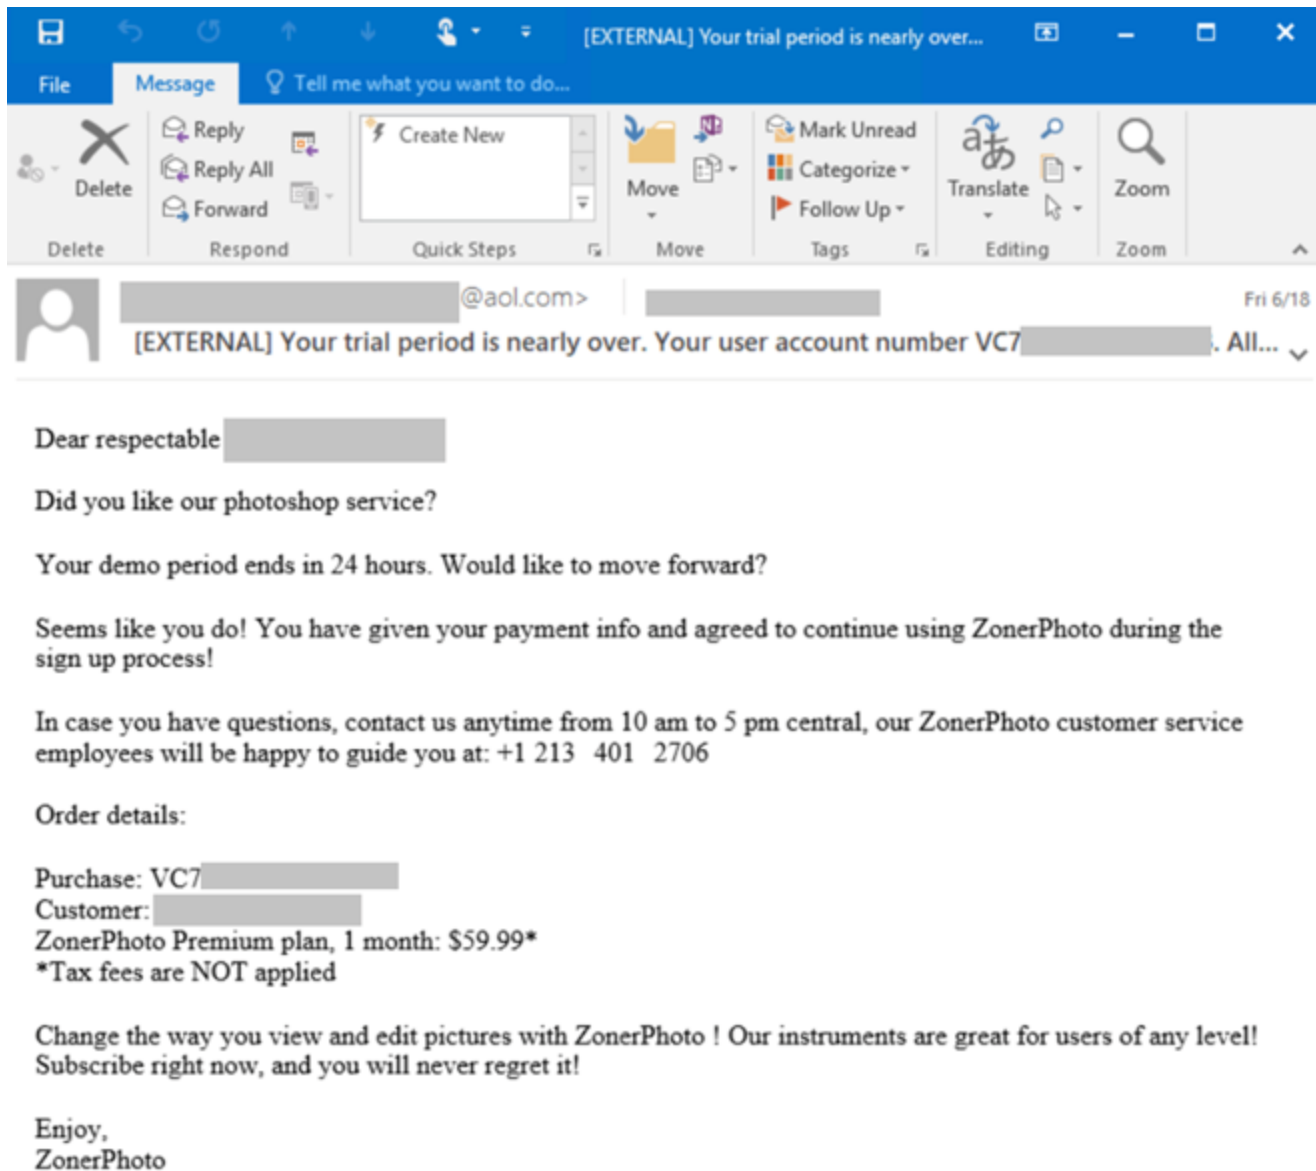 [EXTERNAL] Your trial period is nearly over...
File
Message
Tell me what you want to do...
Delete
Reply
Reply All
Forward
Create New
Move
Mark Unread
Categorize
Follow Up
Translate
Zoom
Delete
Respond
Quick Steps
Move
Tags
Editing
Zoom
@aol.com>
Fri 6/18
[EXTERNAL] Your trial period is nearly over. Your user account number VC7 . All...
Dear respectable
Did you like our photoshop service?
Your demo period ends in 24 hours. Would like to move forward?
Seems like you do! You have given your payment info and agreed to continue using ZonerPhoto during the
sign up process!
In case you have questions, contact us anytime from 10 am to 5 pm central, our ZonerPhoto customer service
employees will be happy to guide you at: +1 213 401 2706
Order details:
Purchase: VC7
Customer:
ZonerPhoto Premium plan, 1 month: $59.99*
*Tax fees are NOT applied
Change the way you view and edit pictures with ZonerPhoto ! Our instruments are great for users of any level!
Subscribe right now, and you will never regret it!
Enjoy,
ZonerPhoto